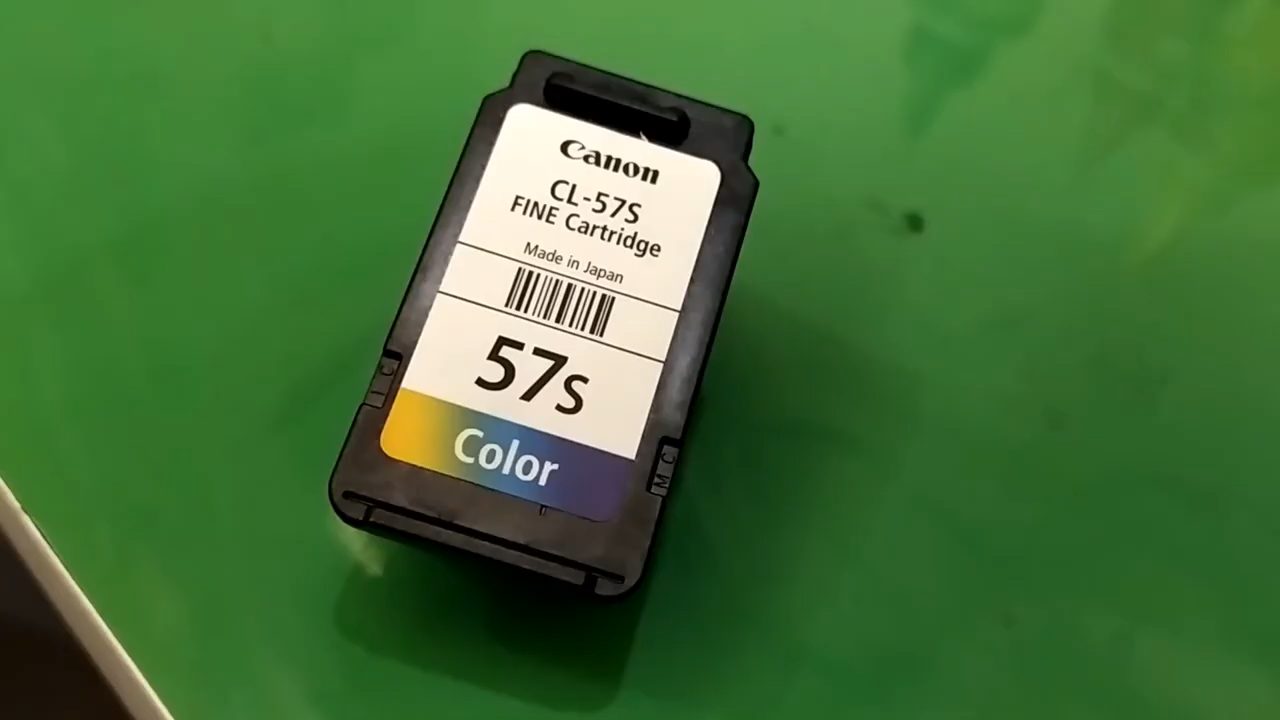 Canon
CL-57S
FINE Cartridge
Made in Japan
57s
Color
I C
M C